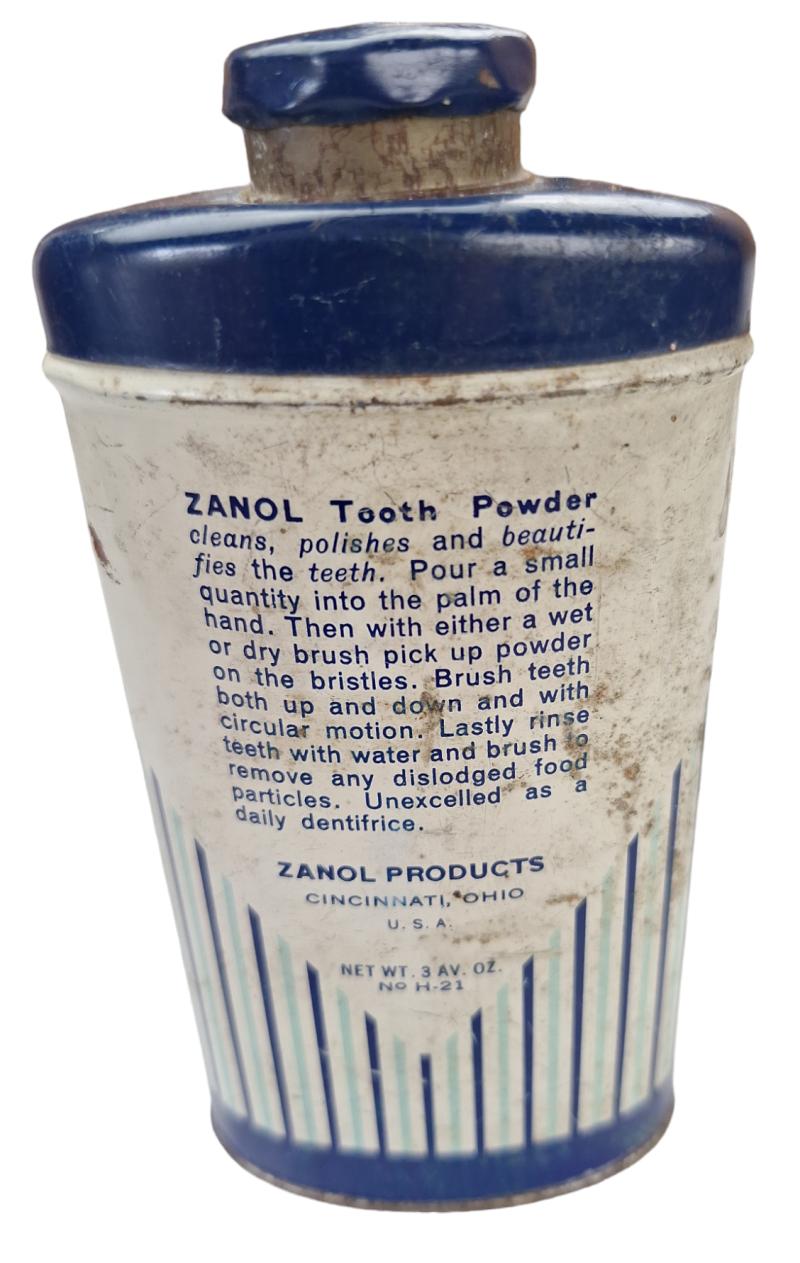 ZANOL Tooth Powder
cleans, polishes and beauti-
fies the teeth. Pour a small
quantity into the palm of the
hand. Then with either a wet
or dry brush pick up powder
on the bristles. Brush teeth
both up and down and with
circular motion. Lastly rinse
teeth with water and brush to
remove any dislodged food
particles. Unexcelled as a
daily dentifrice.
ZANOL PRODUCTS
CINCINNATI, OHIO
U. S. A.
NET WT. 3 AV. OZ.
No H-21